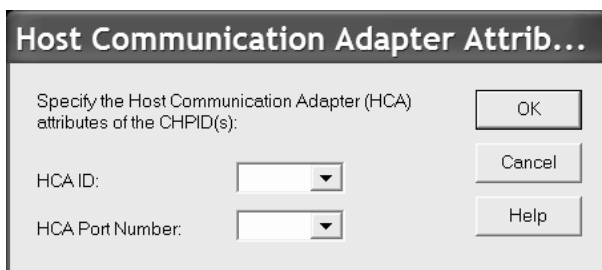 Host Communication Adapter Attrib...
Specify the Host Communication Adapter (HCA)
attributes of the CHPID(s):
OK
Cancel
HCA ID:
Help
HCA Port Number: